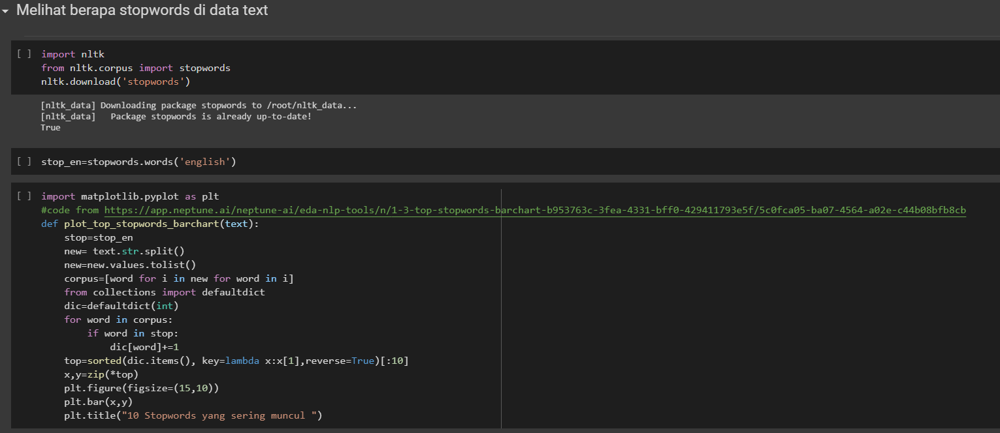 Melihat berapa stopwords di data text
[ ] import nltk
from nltk.corpus import stopwords
nltk.download('stopwords')
[nltk_data] Downloading package stopwords to /root/nltk_data...
[nltk_data]   Package stopwords is already up-to-date!
True
[ ] stop_en=stopwords.words('english')
[ ] import matplotlib.pyplot as plt
#code from https://app.neptune.ai/neptune-ai/eda-nlp-tools/n/1-3-top-stopwords-barchart-b953763c-3fea-4331-bff0-429411793e5f/5c0fca05-ba07-4564-a02e-c44b08bfb8cb
def plot_top_stopwords_barchart(text):
    stop=stop_en
    new= text.str.split()
    new=new.values.tolist()
    corpus=[word for i in new for word in i]
    from collections import defaultdict
    dic=defaultdict(int)
    for word in corpus:
        if word in stop:
            dic[word]+=1
    top=sorted(dic.items(), key=lambda x:x[1],reverse=True)[:10]
    x,y=zip(*top)
    plt.figure(figsize=(15,10))
    plt.bar(x,y)
    plt.title("10 Stopwords yang sering muncul ")